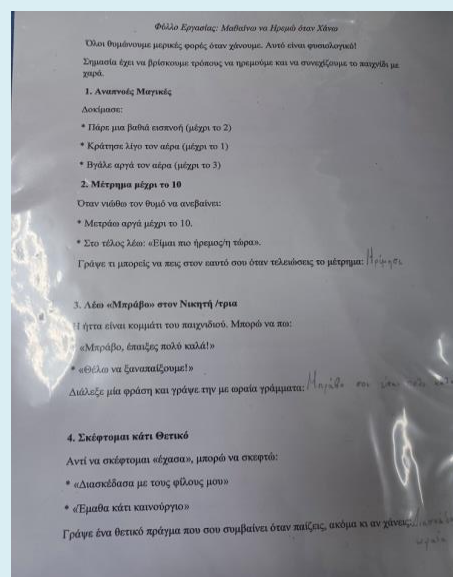 Φύλλο Εργασίας: Μαθαίνω να Ηρεμώ όταν Χάνω
Όλοι θυμώνουμε μερικές φορές όταν χάνουμε. Αυτό είναι φυσιολογικό!
Σημασία έχει να βρίσκουμε τρόπους να ηρεμούμε και να συνεχίζουμε το παιχνίδι με
χαρά.
1. Αναπνοές Μαγικές
Δοκίμασε:
* Πάρε μια βαθιά εισπνοή (μέχρι το 2)
* Κράτησε λίγο τον αέρα (μέχρι το 1)
* Βγάλε αργά τον αέρα (μέχρι το 3)
2. Μέτρημα μέχρι το 10
Όταν νιώθω τον θυμό να ανεβαίνει:
* Μετράω αργά μέχρι το 10.
* Στο τέλος λέω: «Είμαι πιο ήρεμος/η τώρα».
Γράψε τι μπορείς να πεις στον εαυτό σου όταν τελειώσεις το μέτρημα: Ηρέμησε
3. Λέω «Μπράβο» στον Νικητή /τρια
Η ήττα είναι κομμάτι του παιχνιδιού. Μπορώ να πω:
«Μπράβο, έπαιξες πολύ καλά!»
* «Θέλω να ξαναπαίξουμε!»
Διάλεξε μία φράση και γράψε την με ωραία γράμματα: Μπράβο
4. Σκέφτομαι κάτι Θετικό
Αντί να σκέφτομαι «έχασα», μπορώ να σκεφτώ:
* «Διασκέδασα με τους φίλους μου»
* «Έμαθα κάτι καινούργιο»
Γράψε ένα θετικό πράγμα που σου συμβαίνει όταν παίζεις, ακόμα κι αν χάνεις:
ωραία